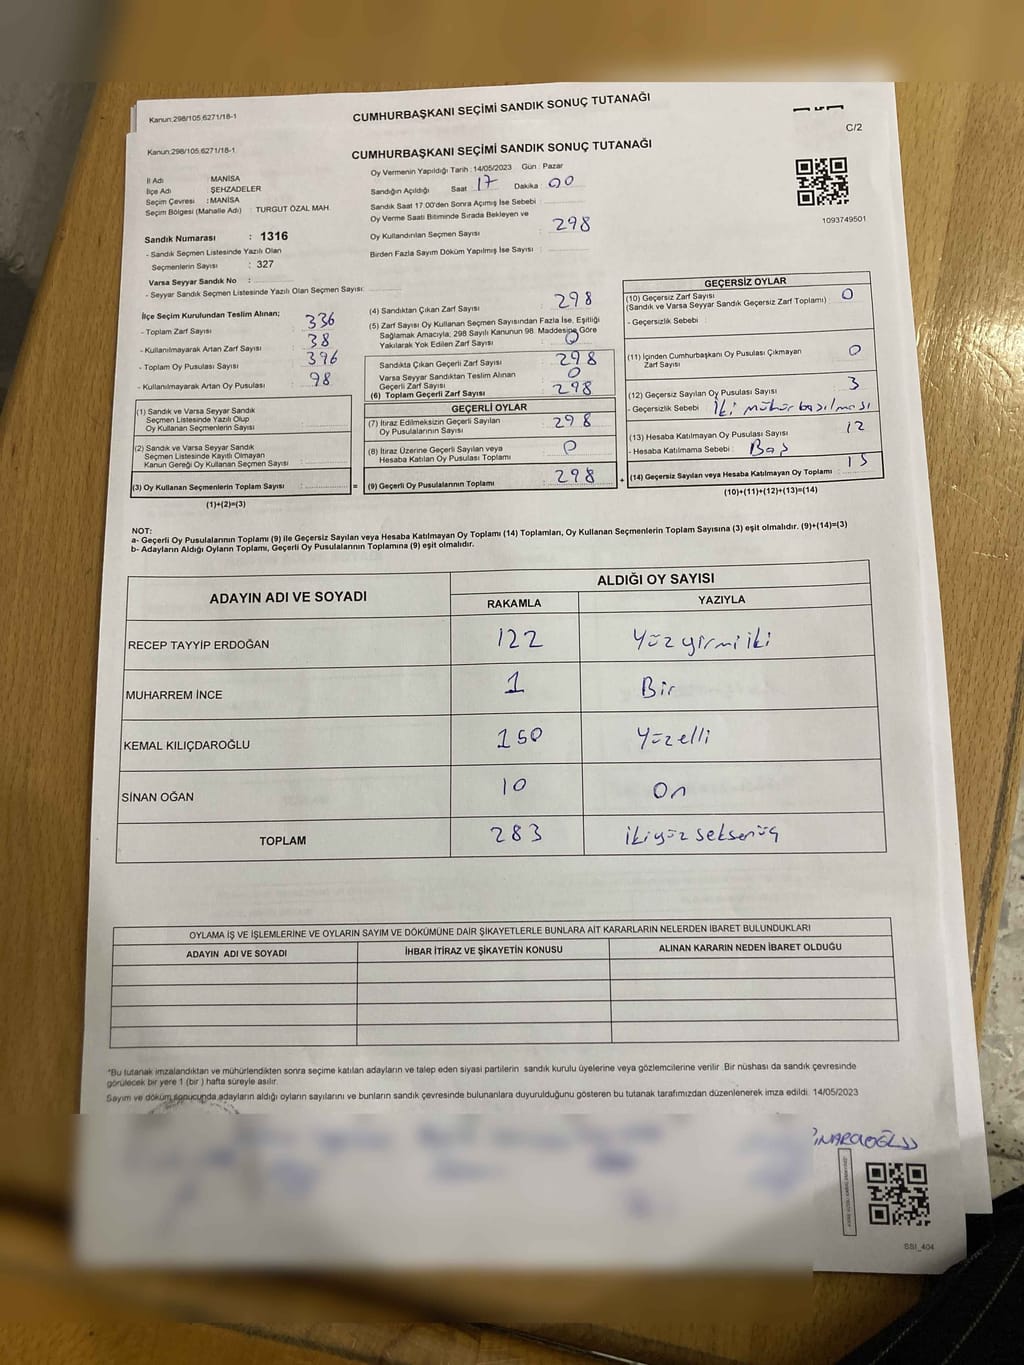 Kanun:298/105.6271/18-1
CUMHURBAŞKANI SEÇİMİ SANDIK SONUÇ TUTANAĞI
C/2
Kanun:298/105.6271/18-1
CUMHURBAŞKANI SEÇİMİ SANDIK SONUÇ TUTANAĞI
İl Adı MANİSA
İlçe Adı ŞEHZADELER
Seçim Çevresi : MANİSA
Seçim Bölgesi (Mahalle Adı) : TURGUT ÖZAL MAH.
Sandık Numarası : 1316
- Sandık Seçmen Listesinde Yazılı Olan
Seçmenlerin Sayısı : 327
Varsa Seyyar Sandık No :
- Seyyar Sandık Seçmen Listesinde Yazılı Olan Seçmen Sayısı:
Oy Vermenin Yapıldığı Tarih : 14/05/2023 Gün : Pazar
Sandığın Açıldığı Saat : 17 Dakika : 00
Sandık Saat 17:00'den Sonra Açmış İse Sebebi :
Oy Verme Saati Bitiminde Sırada Bekleyen ve
Oy Kullandırılan Seçmen Sayısı : 298
Birden Fazla Sayım Döküm Yapılmış İse Sayısı :
1093749501
İlçe Seçim Kurulundan Teslim Alınan;
- Toplam Zarf Sayısı : 336
- Kullanılmayarak Artan Zarf Sayısı : 38
- Toplam Oy Pusulası Sayısı : 396
- Kullanılmayarak Artan Oy Pusulası : 98
(1) Sandık ve Varsa Seyyar Sandık
Seçmen Listesinde Yazılı Olup
Oy Kullanan Seçmenlerin Sayısı :
(2) Sandık ve Varsa Seyyar Sandık
Seçmen Listesinde Kayıtlı Olmayan
Kanun Gereği Oy Kullanan Seçmen Sayısı :
(3) Oy Kullanan Seçmenlerin Toplam Sayısı :
(1)+(2)=(3)
(4) Sandıktan Çıkan Zarf Sayısı : 298
(5) Zarf Sayısı Oy Kullanan Seçmen Sayısından Fazla İse, Eşitliği
Sağlamak Amacıyla; 298 Sayılı Kanunun 98. Maddesine Göre
Yakılarak Yok Edilen Zarf Sayısı : 0
Sandıkta Çıkan Geçerli Zarf Sayısı : 298
Varsa Seyyar Sandıktan Teslim Alınan
Geçerli Zarf Sayısı : 0
(6) Toplam Geçerli Zarf Sayısı : 298
GEÇERLİ OYLAR
(7) İtiraz Edilmeksizin Geçerli Sayılan
Oy Pusulalarının Sayısı : 298
(8) İtiraz Üzerine Geçerli Sayılan veya
Hesaba Katılan Oy Pusulası Toplamı : 0
= (9) Geçerli Oy Pusulalarının Toplamı : 298 +
GEÇERSİZ OYLAR
(10) Geçersiz Zarf Sayısı
(Sandık ve Varsa Seyyar Sandık Geçersiz Zarf Toplamı) : 0
- Geçersizlik Sebebi :
(11) İçinden Cumhurbaşkanı Oy Pusulası Çıkmayan
Zarf Sayısı : 0
(12) Geçersiz Sayılan Oy Pusulası Sayısı : 3
- Geçersizlik Sebebi : İki mühür basılması
(13) Hesaba Katılmayan Oy Pusulası Sayısı : 12
- Hesaba Katılmama Sebebi : Boş
(14) Geçersiz Sayılan veya Hesaba Katılmayan Oy Toplamı : 15
(10)+(11)+(12)+(13)=(14)
NOT:
a- Geçerli Oy Pusulalarının Toplamı (9) ile Geçersiz Sayılan veya Hesaba Katılmayan Oy Toplamı (14) Toplamları, Oy Kullanan Seçmenlerin Toplam Sayısına (3) eşit olmalıdır. (9)+(14)=(3)
b- Adayların Aldığı Oyların Toplamı, Geçerli Oy Pusulalarının Toplamına (9) eşit olmalıdır.
ADAYIN ADI VE SOYADI ALDIĞI OY SAYISI
RAKAMLA YAZIYLA
RECEP TAYYİP ERDOĞAN 122 Yüz yirmi iki
MUHARREM İNCE 1 Bir
KEMAL KILIÇDAROĞLU 150 Yüzelli
SİNAN OĞAN 10 On
TOPLAM 283 ikiyüz seksenüç
OYLAMA İŞ VE İŞLEMLERİNE VE OYLARIN SAYIM VE DÖKÜMÜNE DAİR ŞİKAYETLERLE BUNLARA AİT KARARLARIN NELERDEN İBARET BULUNDUKLARI
ADAYIN ADI VE SOYADI İHBAR İTİRAZ VE ŞİKAYETİN KONUSU ALINAN KARARIN NEDEN İBARET OLDUĞU
*Bu tutanak imzalandıktan ve mühürlendikten sonra seçime katılan adayların ve talep eden siyasi partilerin sandık kurulu üyelerine veya gözlemcilerine verilir .Bir nüshası da sandık çevresinde
görülecek bir yere 1 (bir ) hafta süreyle asılır.
Sayım ve döküm sonucunda adayların aldığı oyların sayılarını ve bunların sandık çevresinde bulunanlara duyurulduğunu gösteren bu tutanak tarafımızdan düzenlenerek imza edildi. 14/05/2023
SSI_404